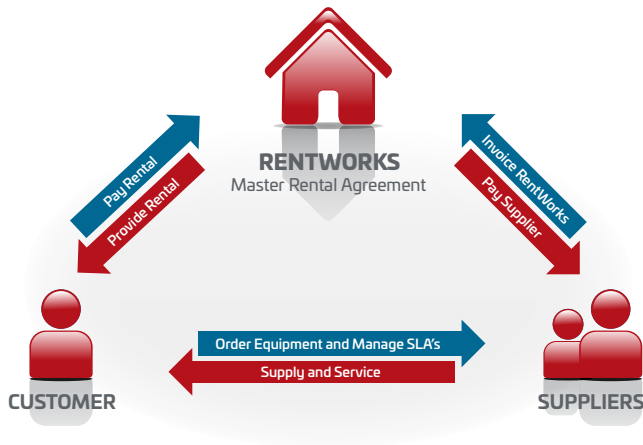 RENTWORKS
Master Rental Agreement
Pay Rental
Provide Rental
Invoice RentWorks
Pay Supplier
Order Equipment and Manage SLA's
Supply and Service
CUSTOMER
SUPPLIERS